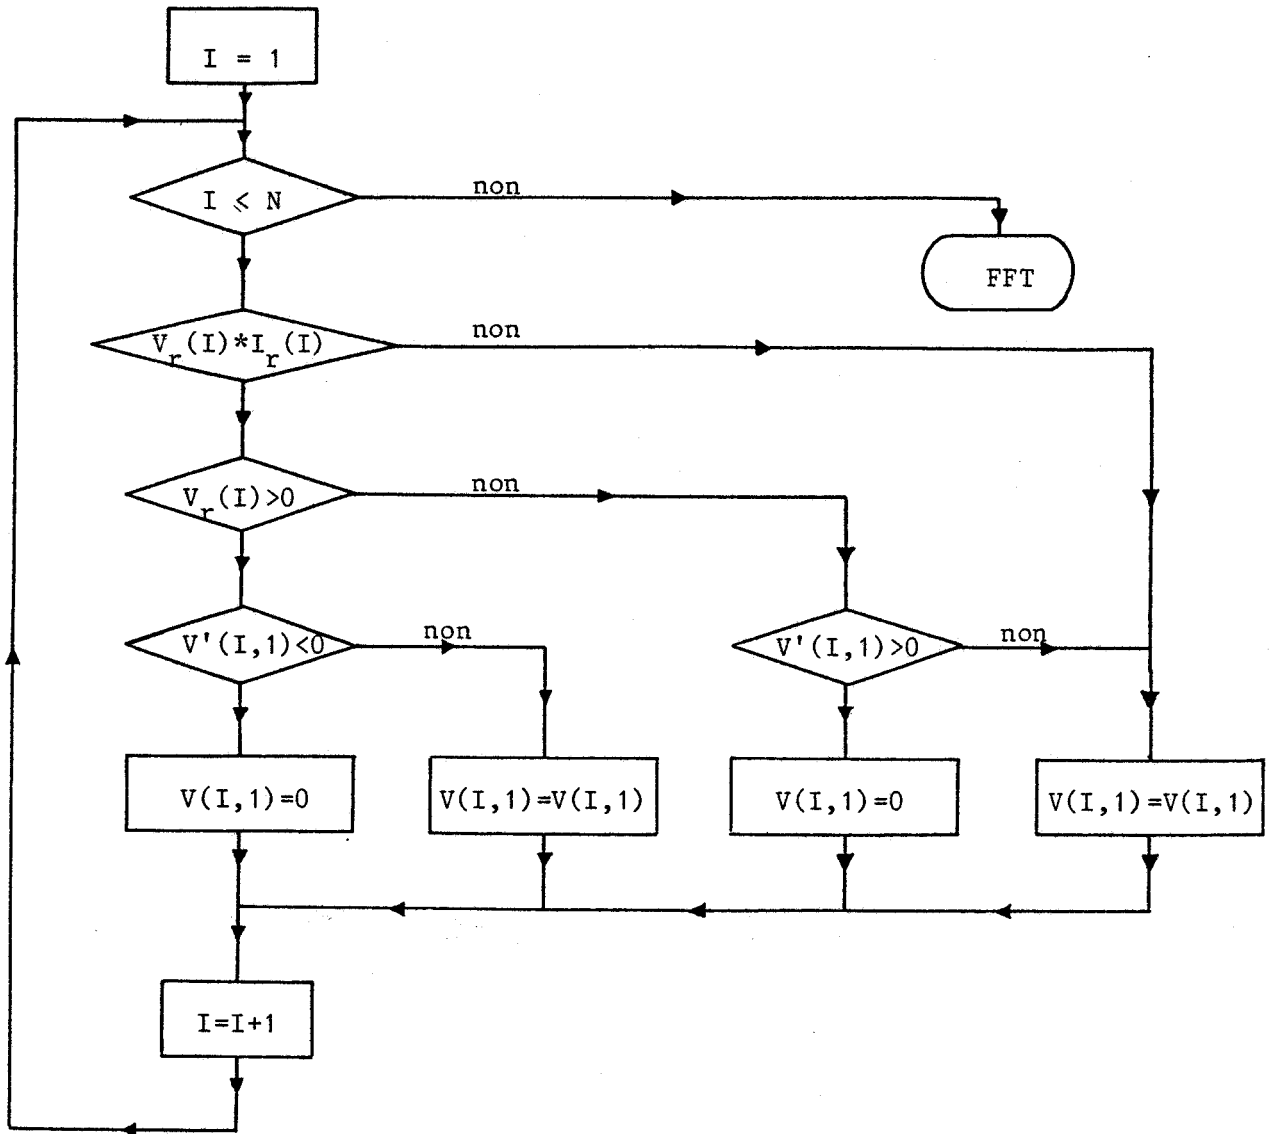 I = 1
I ⩽ N
non
FFT
V_r(I)*I_r(I)
non
V_r(I)>0
non
V'(I,1)<0
non
V'(I,1)>0
non
V(I,1)=0
V(I,1)=V(I,1)
V(I,1)=0
V(I,1)=V(I,1)
I=I+1